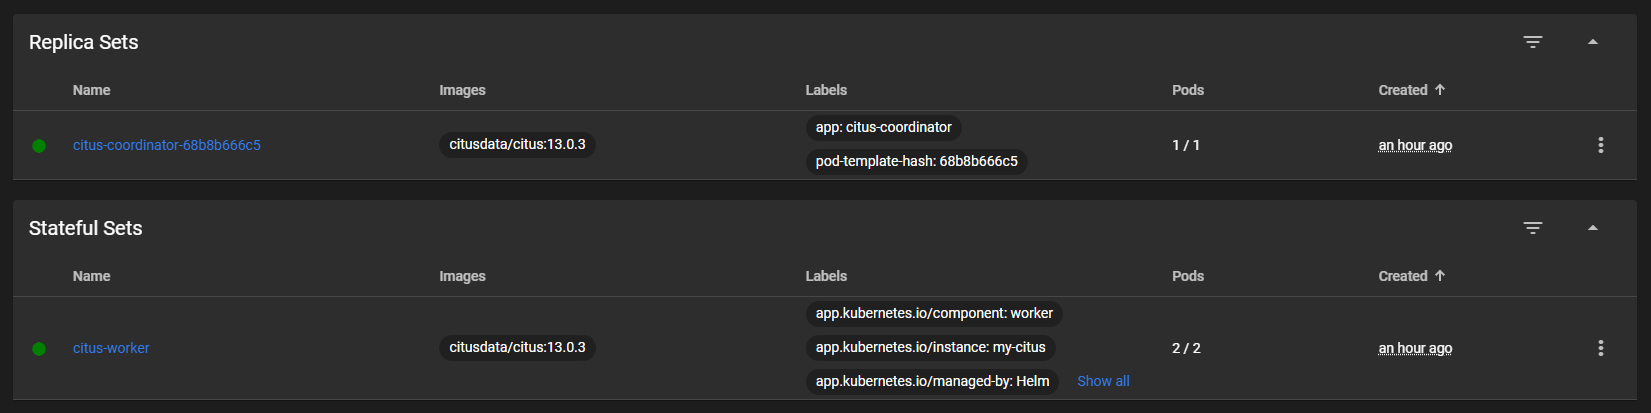 Replica Sets
Name Images Labels Pods Created
citus-coordinator-68b8b666c5 citusdata/citus:13.0.3 app: citus-coordinator 1 / 1 an hour ago
pod-template-hash: 68b8b666c5
Stateful Sets
Name Images Labels Pods Created
app.kubernetes.io/component: worker
citus-worker citusdata/citus:13.0.3 app.kubernetes.io/instance: my-citus 2 / 2 an hour ago
app.kubernetes.io/managed-by: Helm Show all